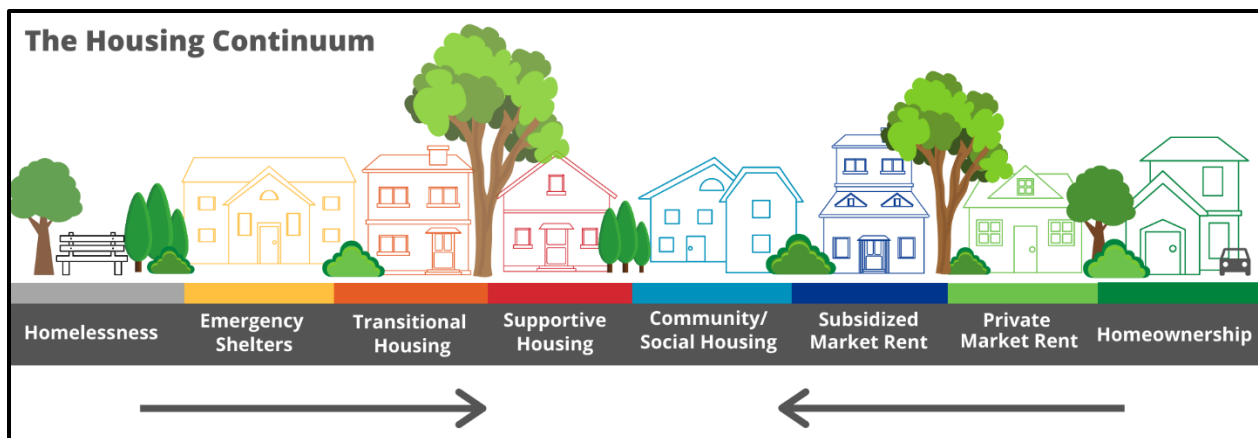 The Housing Continuum
Homelessness
Emergency
Shelters
Transitional
Housing
Supportive
Housing
Community/
Social Housing
Subsidized
Market Rent
Private
Market Rent
Homeownership